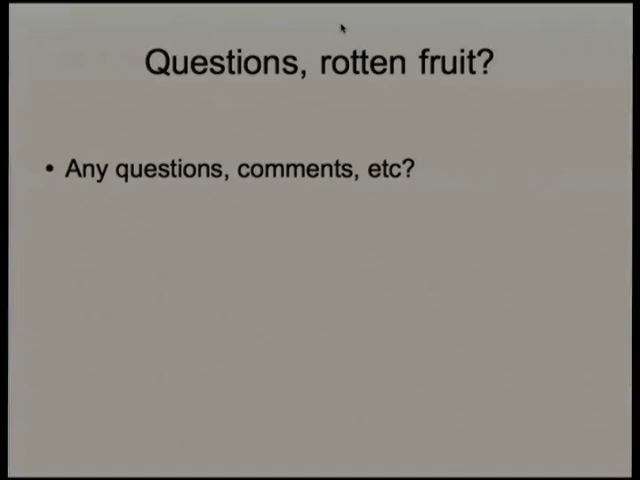 Questions, rotten fruit?
• Any questions, comments, etc?